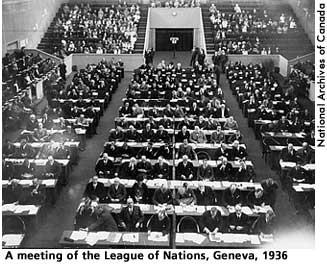 National Archives of Canada
A meeting of the League of Nations, Geneva, 1936